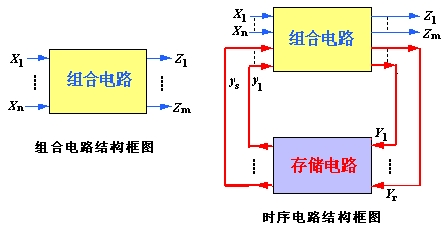 X1 组合电路 Z1
Xn Zm
组合电路结构框图
X1 组合电路 Z1
Xn Zm
ys y1 Y1
存储电路
Yr
时序电路结构框图